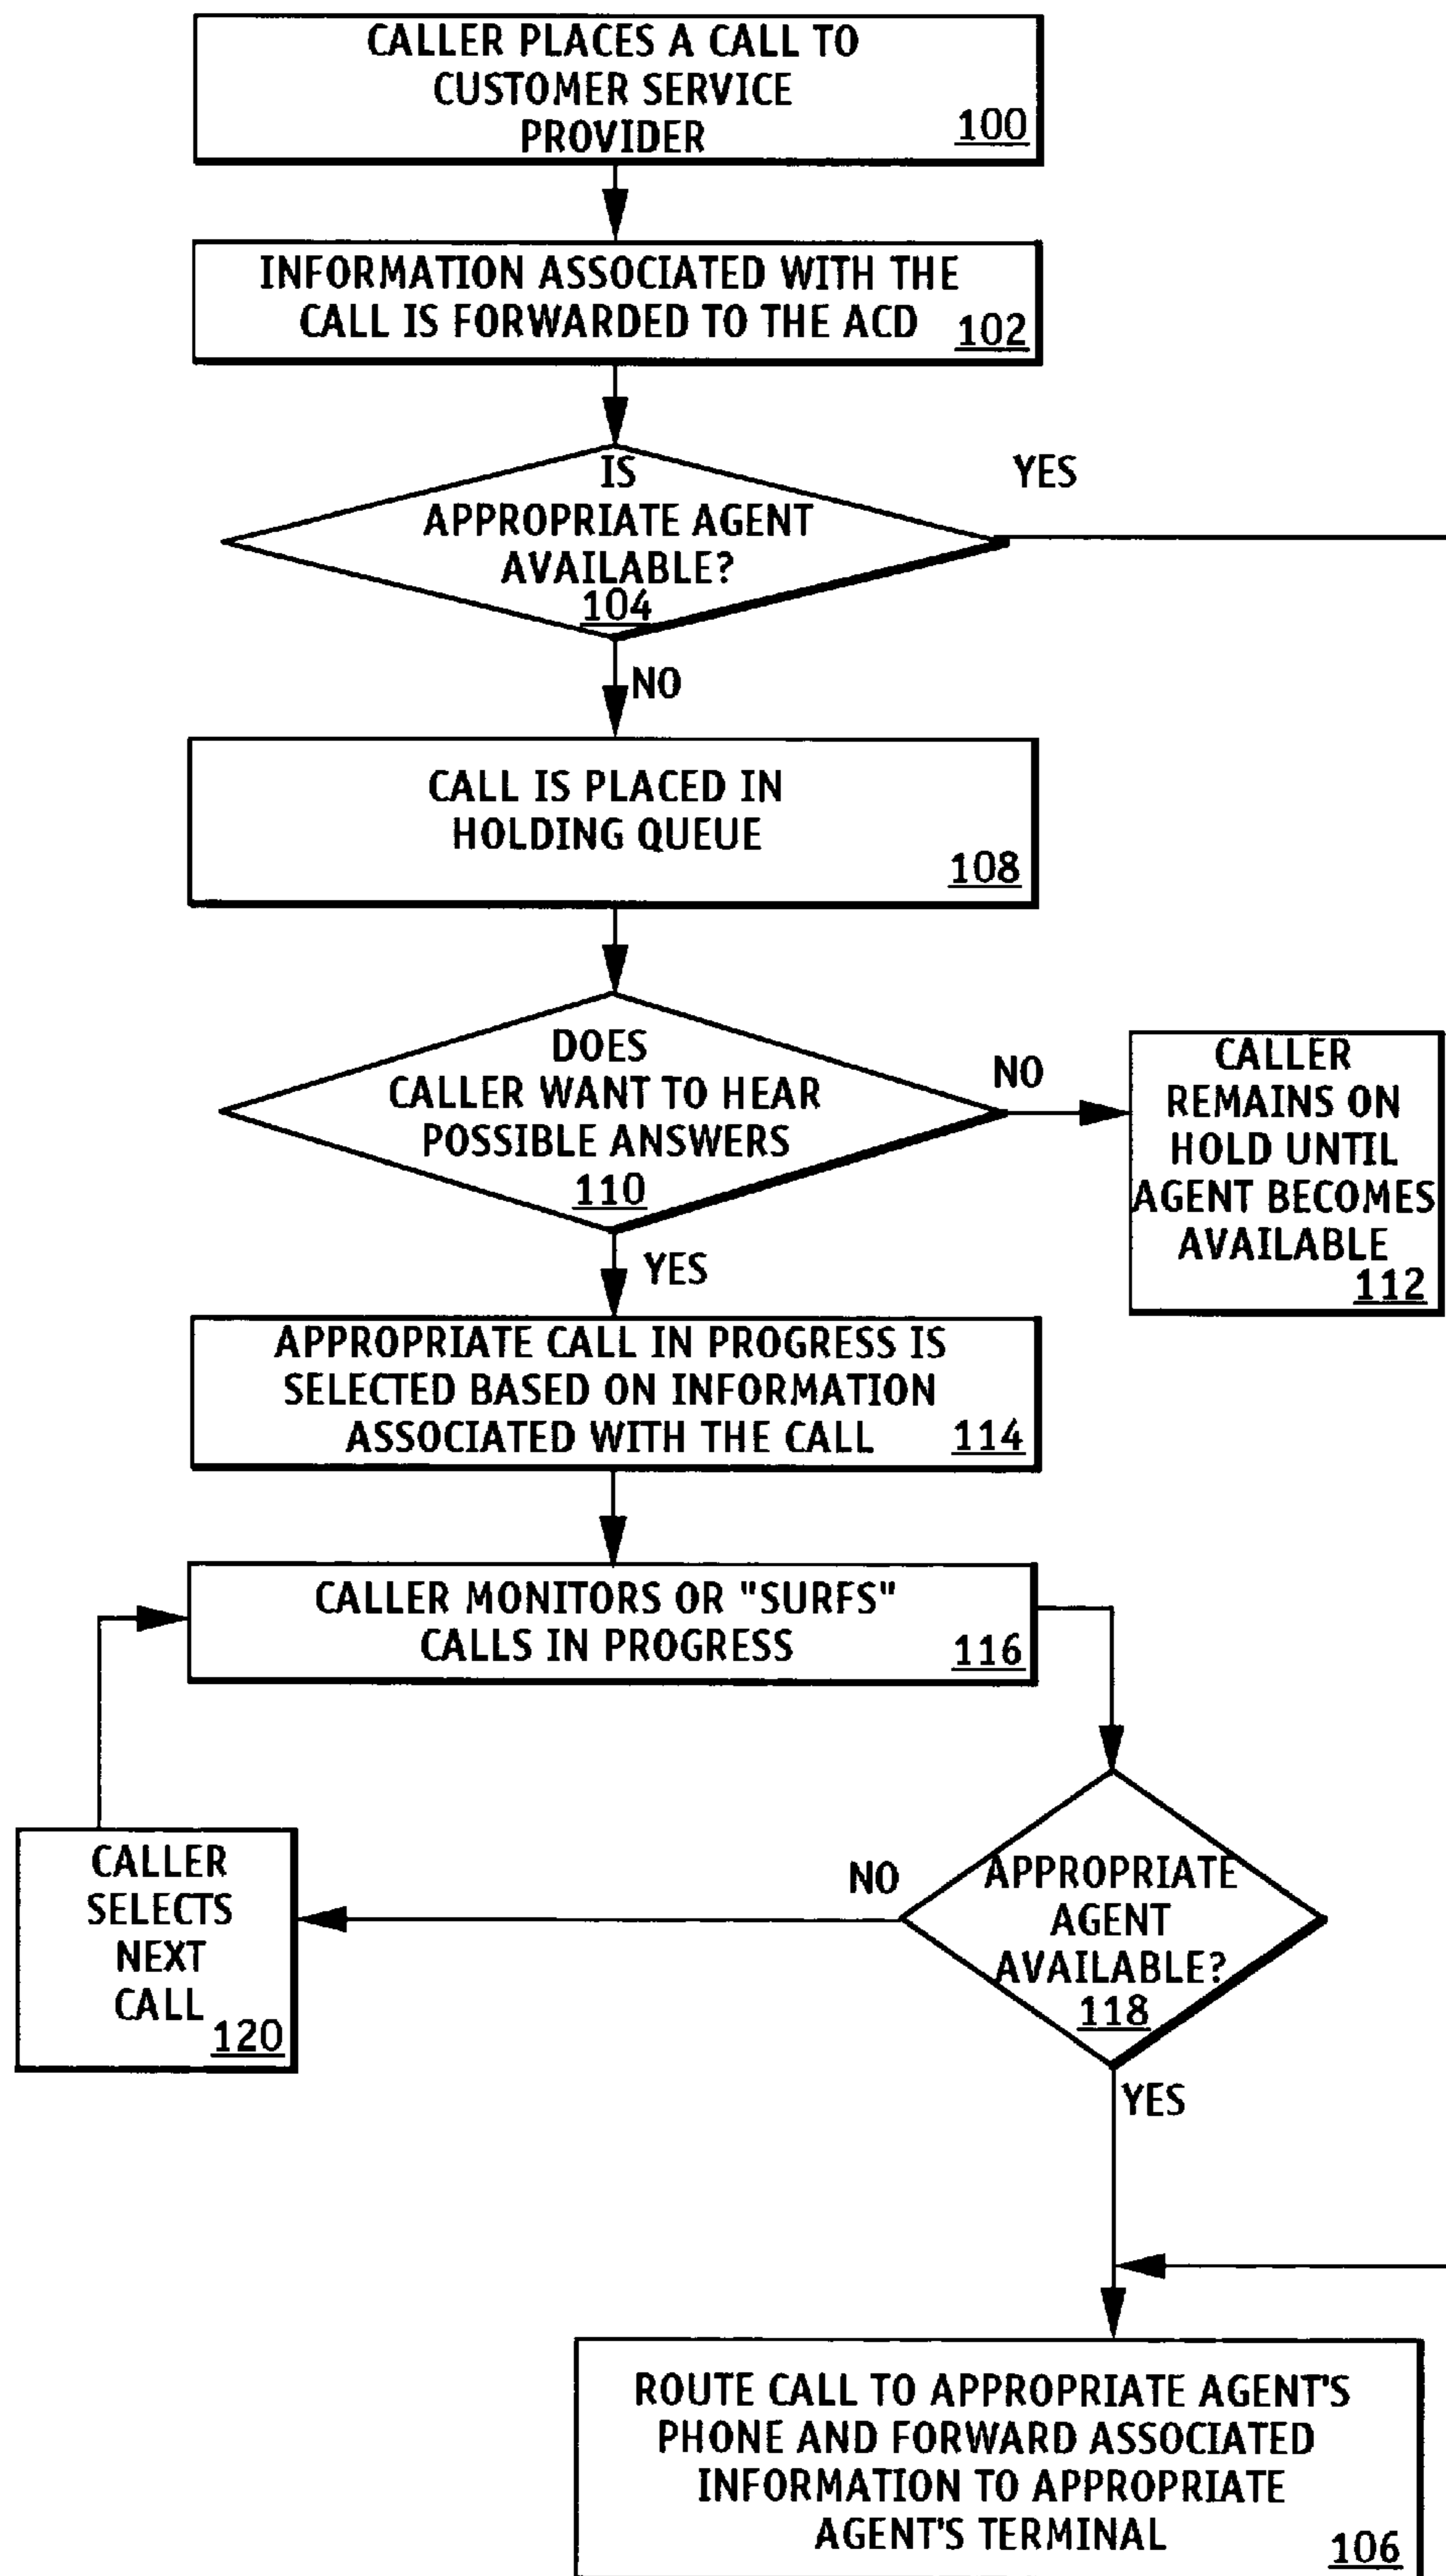 CALLER PLACES A CALL TO
CUSTOMER SERVICE
PROVIDER
100
INFORMATION ASSOCIATED WITH THE
CALL IS FORWARDED TO THE ACD
102
IS
APPROPRIATE AGENT
AVAILABLE?
104
YES
NO
CALL IS PLACED IN
HOLDING QUEUE
108
DOES
CALLER WANT TO HEAR
POSSIBLE ANSWERS
110
NO
CALLER
REMAINS ON
HOLD UNTIL
AGENT BECOMES
AVAILABLE
112
YES
APPROPRIATE CALL IN PROGRESS IS
SELECTED BASED ON INFORMATION
ASSOCIATED WITH THE CALL
114
CALLER MONITORS OR "SURFS"
CALLS IN PROGRESS
116
APPROPRIATE
AGENT
AVAILABLE?
118
NO
CALLER
SELECTS
NEXT
CALL
120
YES
ROUTE CALL TO APPROPRIATE AGENT'S
PHONE AND FORWARD ASSOCIATED
INFORMATION TO APPROPRIATE
AGENT'S TERMINAL
106